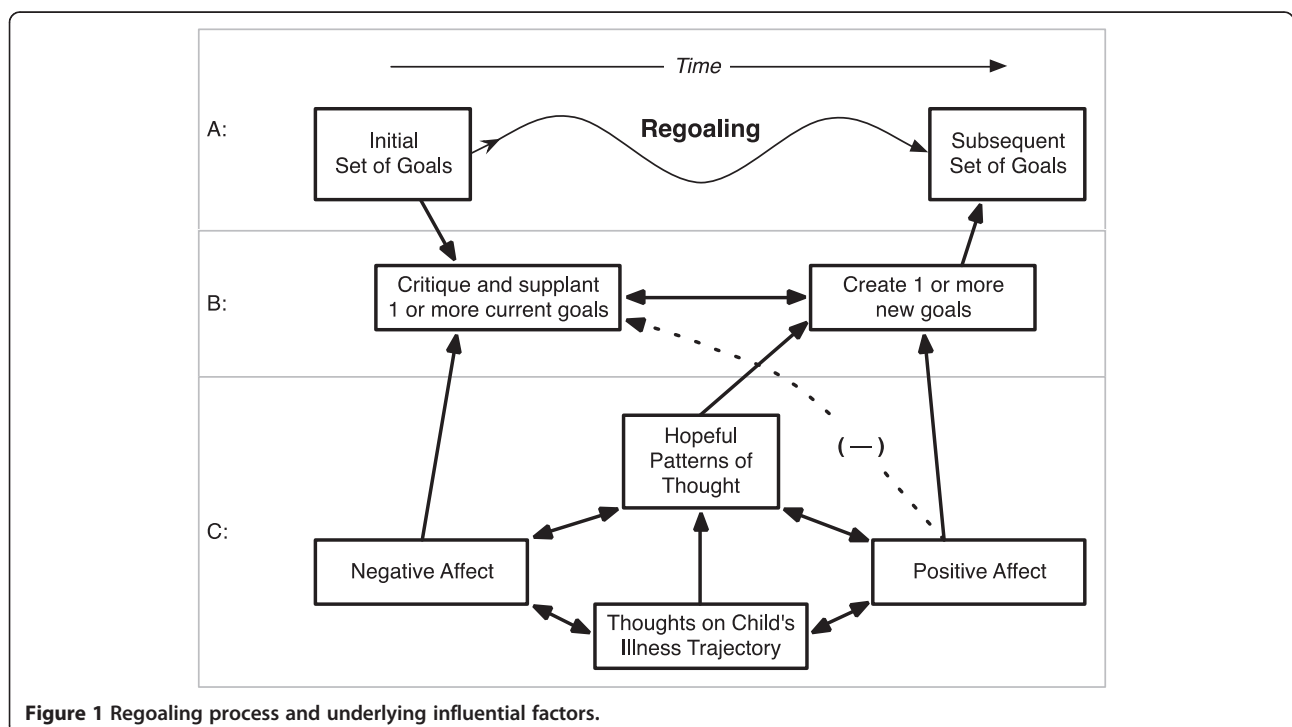 Time
A:
Initial
Set of Goals
Regoaling
Subsequent
Set of Goals
B:
Critique and supplant
1 or more current goals
Create 1 or more
new goals
C:
Hopeful
Patterns of
Thought
( — )
Negative Affect
Positive Affect
Thoughts on Child's
Illness Trajectory
Figure 1 Regoaling process and underlying influential factors.